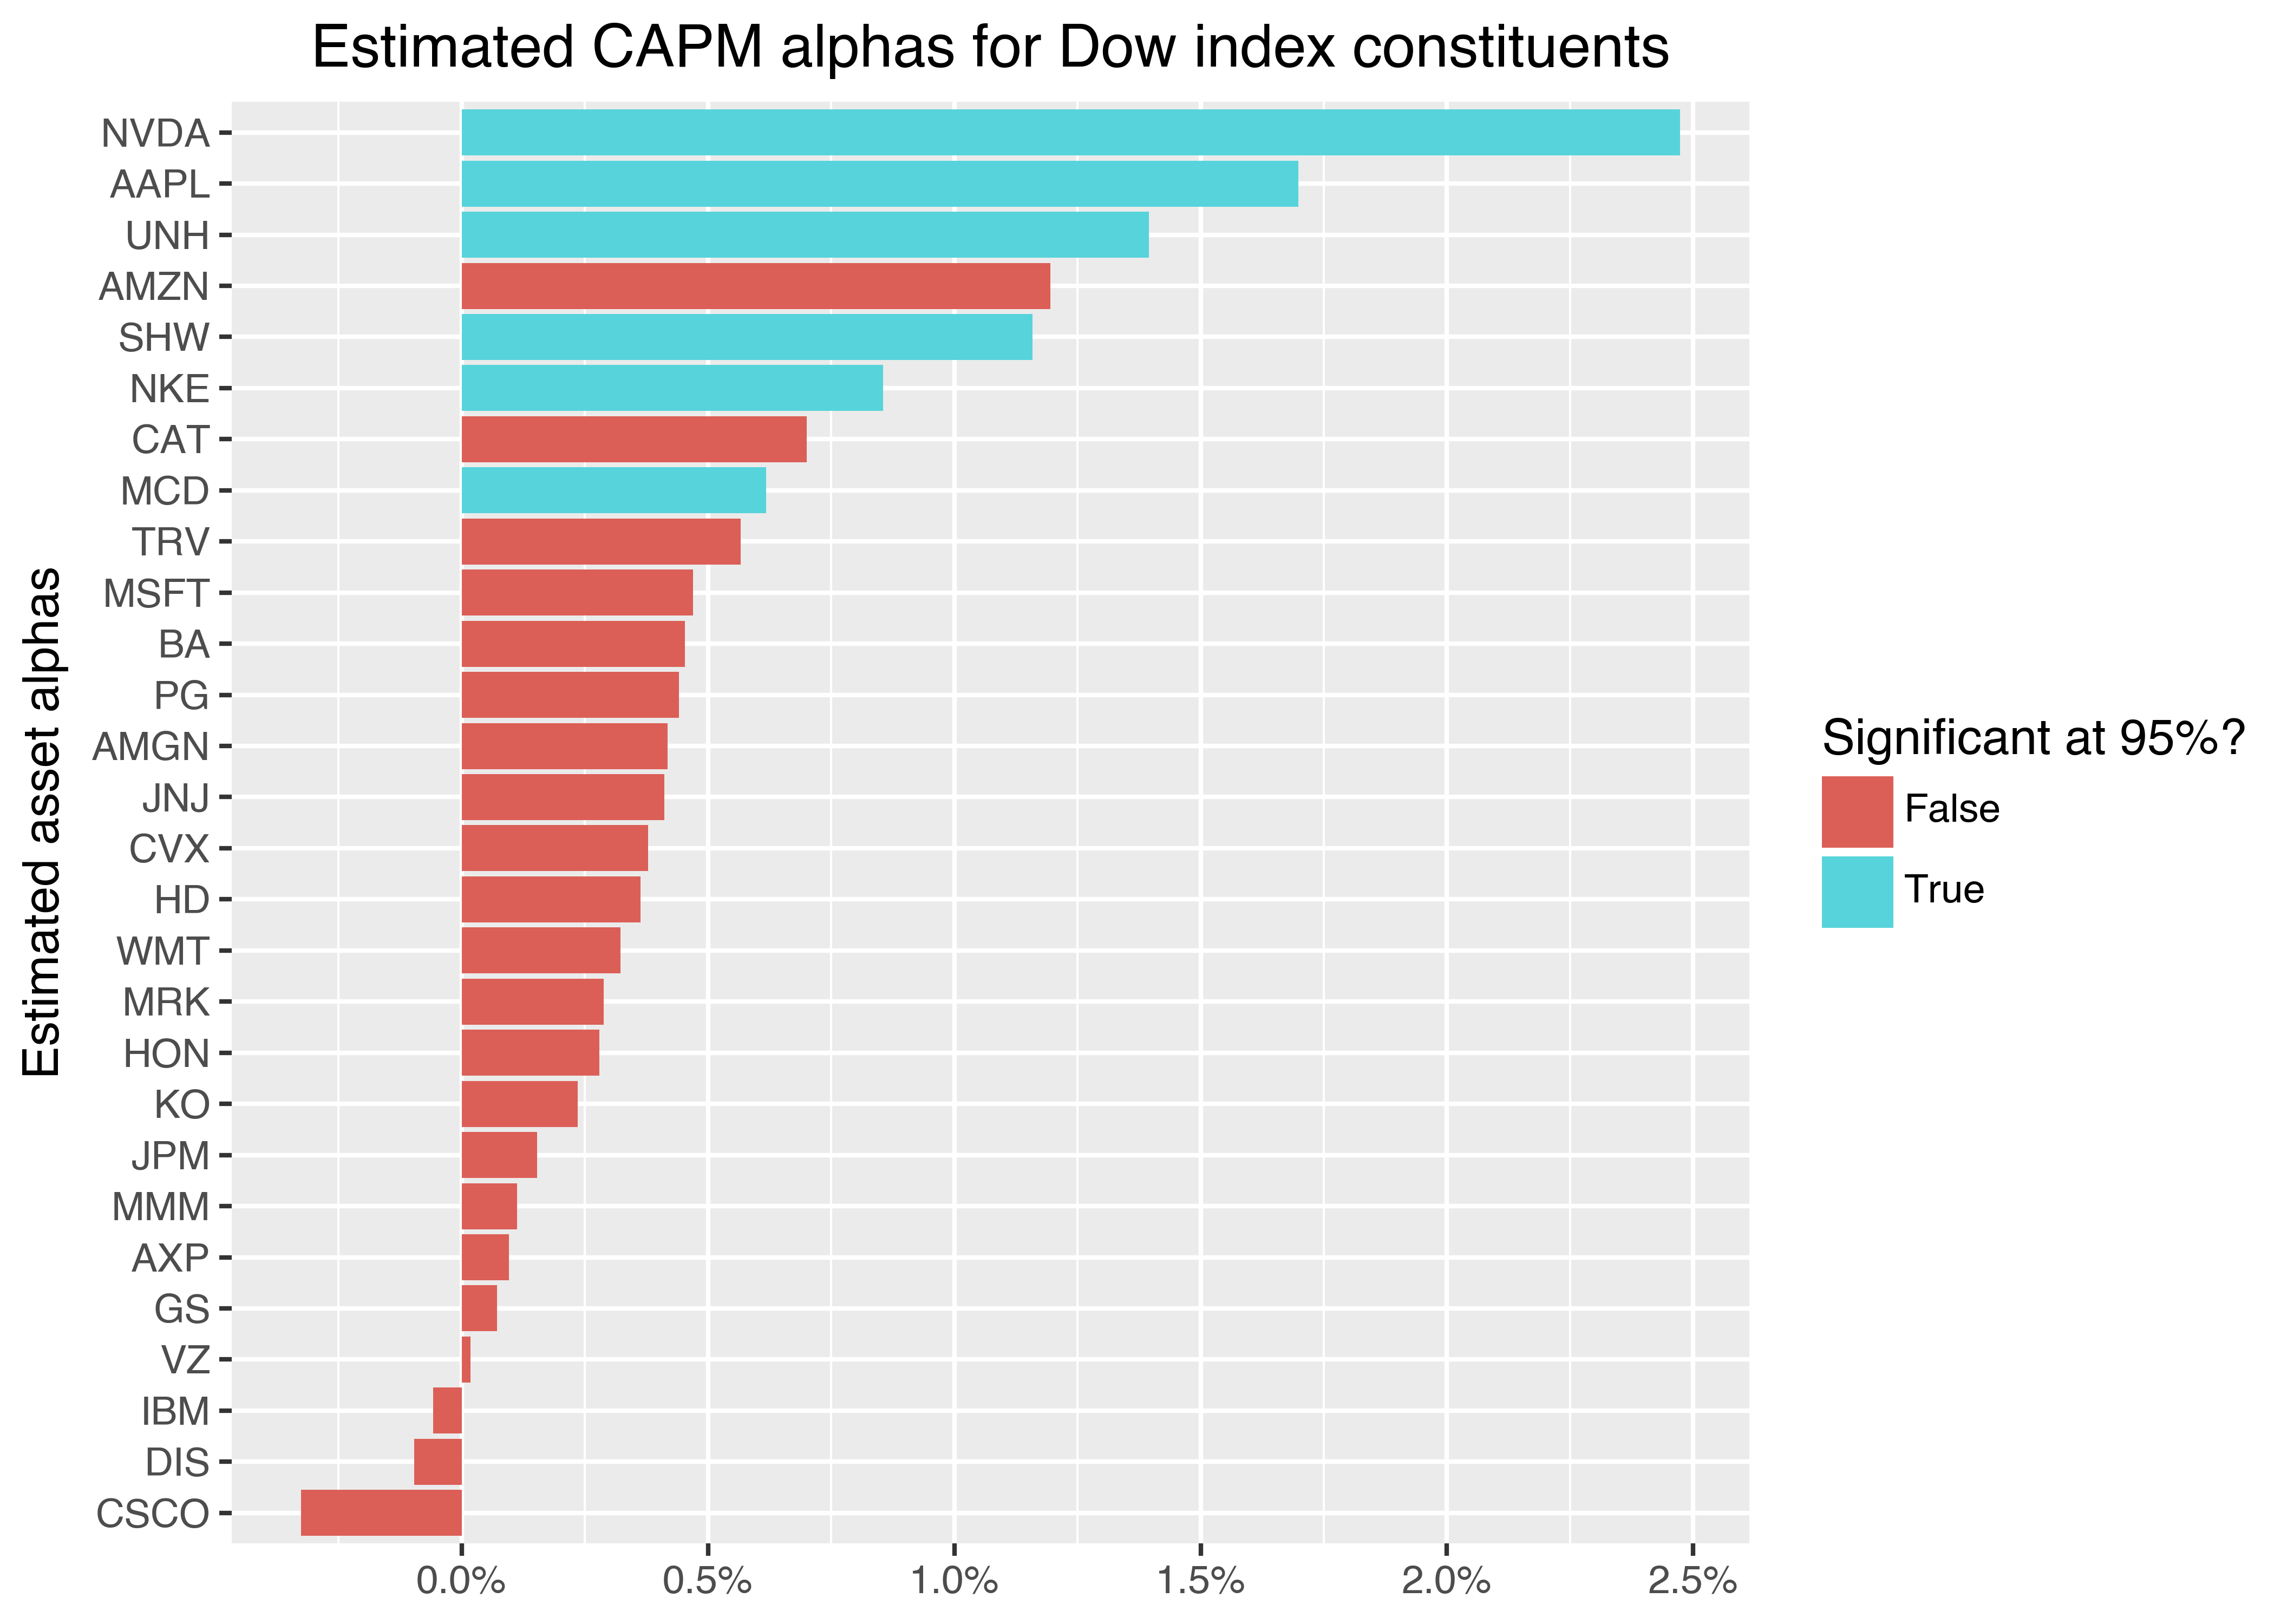 Estimated CAPM alphas for Dow index constituents
Estimated asset alphas
NVDA
AAPL
UNH
AMZN
SHW
NKE
CAT
MCD
TRV
MSFT
BA
PG
AMGN
JNJ
CVX
HD
WMT
MRK
HON
KO
JPM
MMM
AXP
GS
VZ
IBM
DIS
CSCO
0.0% 0.5% 1.0% 1.5% 2.0% 2.5%
Significant at 95%?
False
True